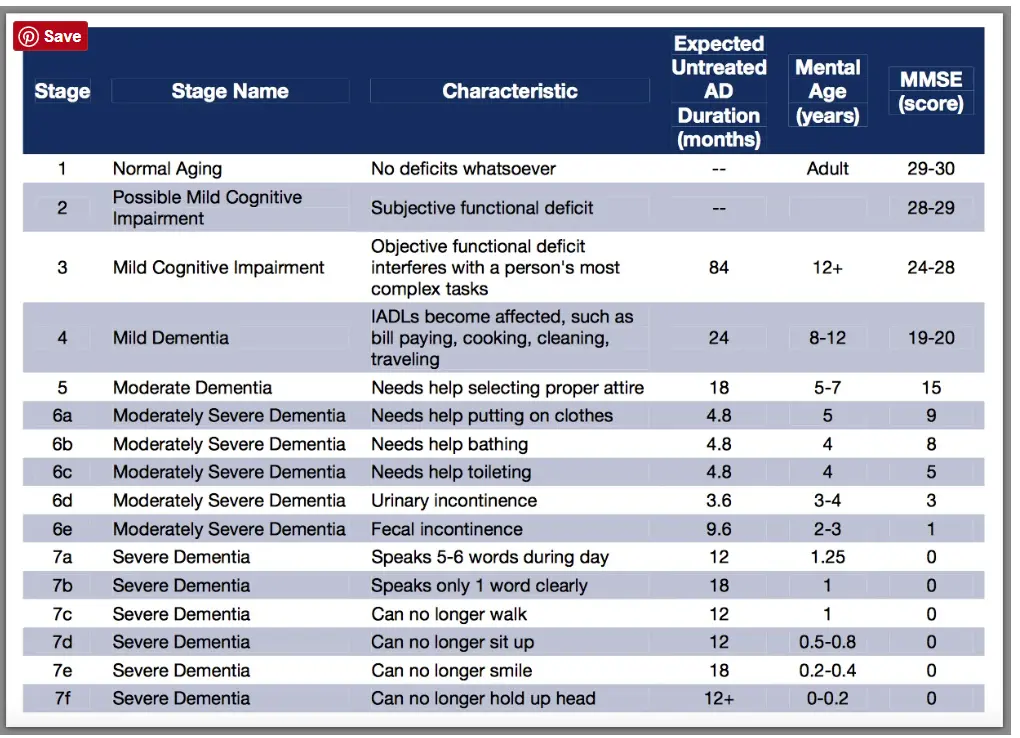 Save
Stage Stage Name Characteristic Expected Untreated AD Duration (months) Mental Age (years) MMSE (score)
1 Normal Aging No deficits whatsoever -- Adult 29-30
2 Possible Mild Cognitive Impairment Subjective functional deficit -- 28-29
3 Mild Cognitive Impairment Objective functional deficit interferes with a person's most complex tasks 84 12+ 24-28
4 Mild Dementia IADLs become affected, such as bill paying, cooking, cleaning, traveling 24 8-12 19-20
5 Moderate Dementia Needs help selecting proper attire 18 5-7 15
6a Moderately Severe Dementia Needs help putting on clothes 4.8 5 9
6b Moderately Severe Dementia Needs help bathing 4.8 4 8
6c Moderately Severe Dementia Needs help toileting 4.8 4 5
6d Moderately Severe Dementia Urinary incontinence 3.6 3-4 3
6e Moderately Severe Dementia Fecal incontinence 9.6 2-3 1
7a Severe Dementia Speaks 5-6 words during day 12 1.25 0
7b Severe Dementia Speaks only 1 word clearly 18 1 0
7c Severe Dementia Can no longer walk 12 1 0
7d Severe Dementia Can no longer sit up 12 0.5-0.8 0
7e Severe Dementia Can no longer smile 18 0.2-0.4 0
7f Severe Dementia Can no longer hold up head 12+ 0-0.2 0